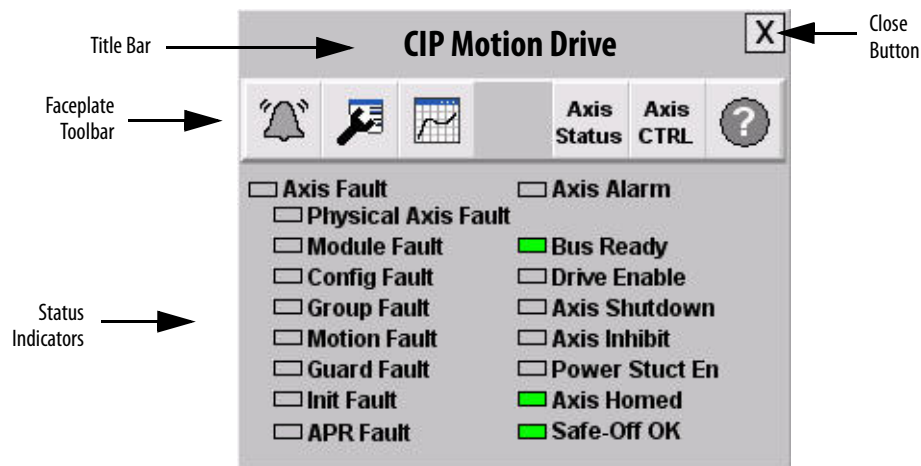 Title Bar
CIP Motion Drive
X
Close
Button
Faceplate
Toolbar
Axis
Status
Axis
CTRL
?
Status
Indicators
Axis Fault
Physical Axis Fault
Module Fault
Config Fault
Group Fault
Motion Fault
Guard Fault
Init Fault
APR Fault
Axis Alarm
Bus Ready
Drive Enable
Axis Shutdown
Axis Inhibit
Power Stuct En
Axis Homed
Safe-Off OK